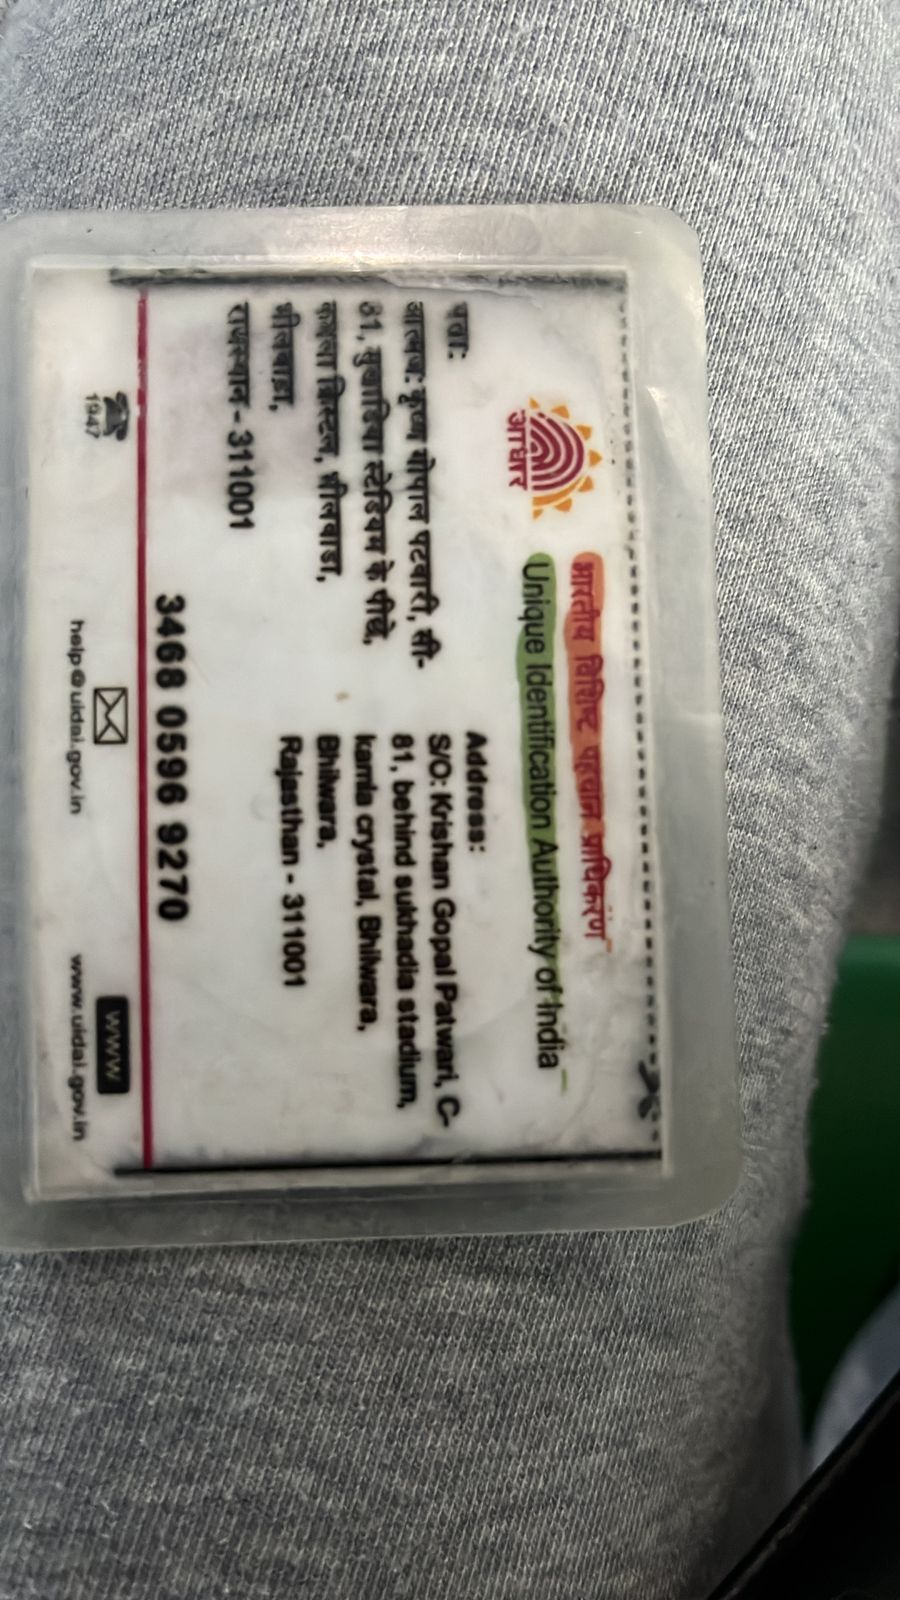 आधार
भारतीय विशिष्ट पहचान प्राधिकरण
Unique Identification Authority of India
पता:
आत्मज: कृष्ण गोपाल पटवारी, सी-
81, सुखाडिया स्टेडियम के पीछे,
कमला क्रिस्टल, भीलवाडा,
भीलवाडा,
राजस्थान - 311001
Address:
S/O: Krishan Gopal Patwari, C-
81, behind sukhadia stadium,
kamla crystal, Bhilwara,
Bhilwara,
Rajasthan - 311001
3468 0596 9270
1947
help@uidai.gov.in
www
www.uidai.gov.in